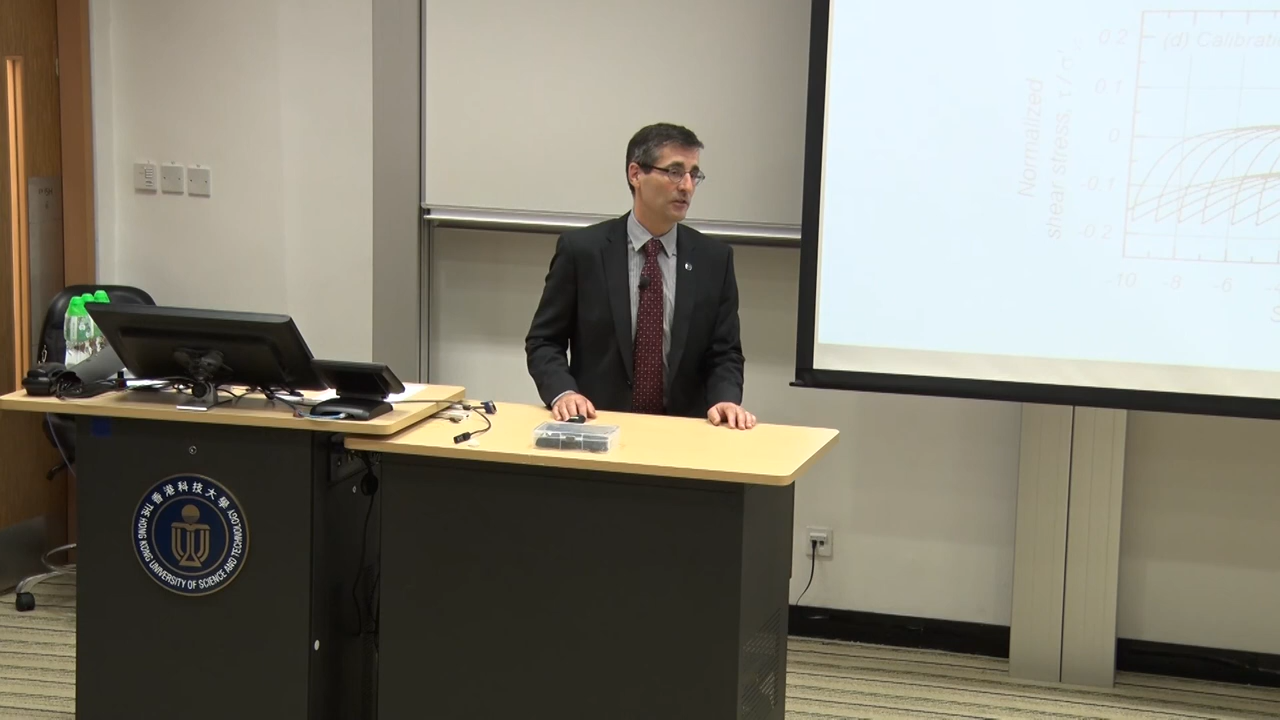 0.2
(d) Calibrati
0.1
0
0.1
0.2
Normalized
shear stress, τ / σ'
10 -8 -6
香港科技大學
THE HONG KONG UNIVERSITY OF SCIENCE AND TECHNOLOGY